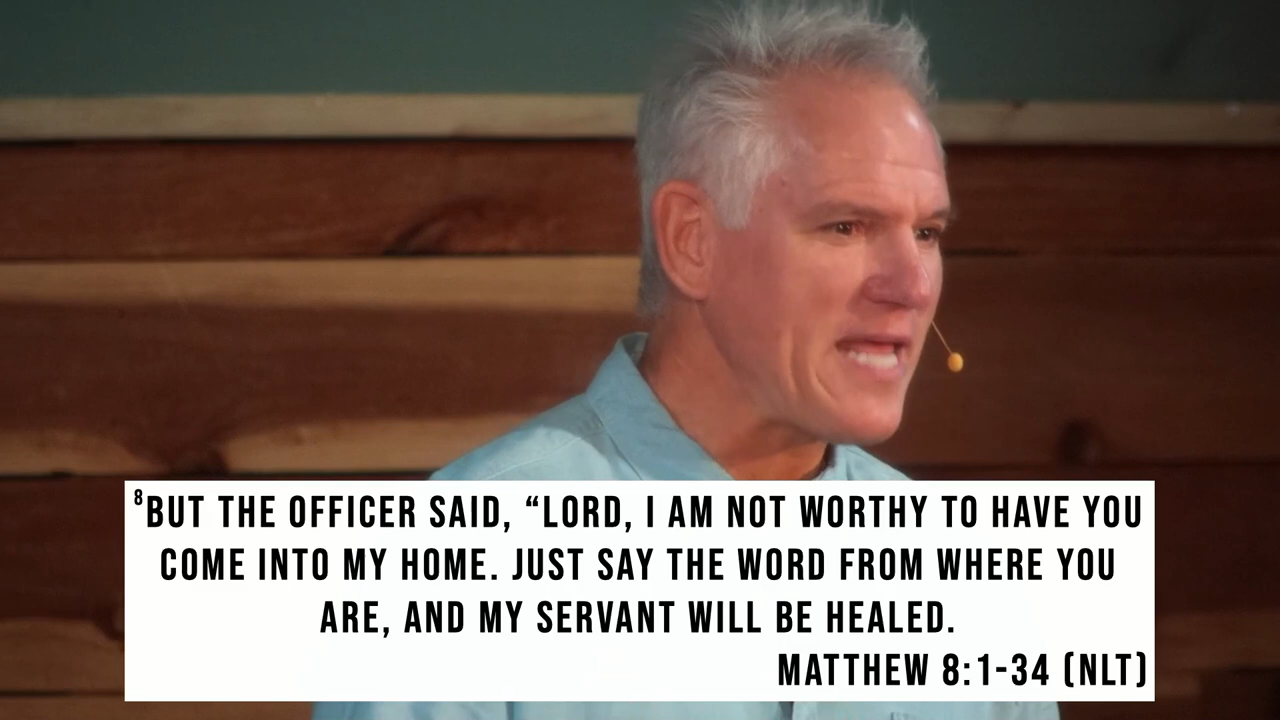 ⁸BUT THE OFFICER SAID, “LORD, I AM NOT WORTHY TO HAVE YOU
COME INTO MY HOME. JUST SAY THE WORD FROM WHERE YOU
ARE, AND MY SERVANT WILL BE HEALED.
MATTHEW 8:1-34 (NLT)